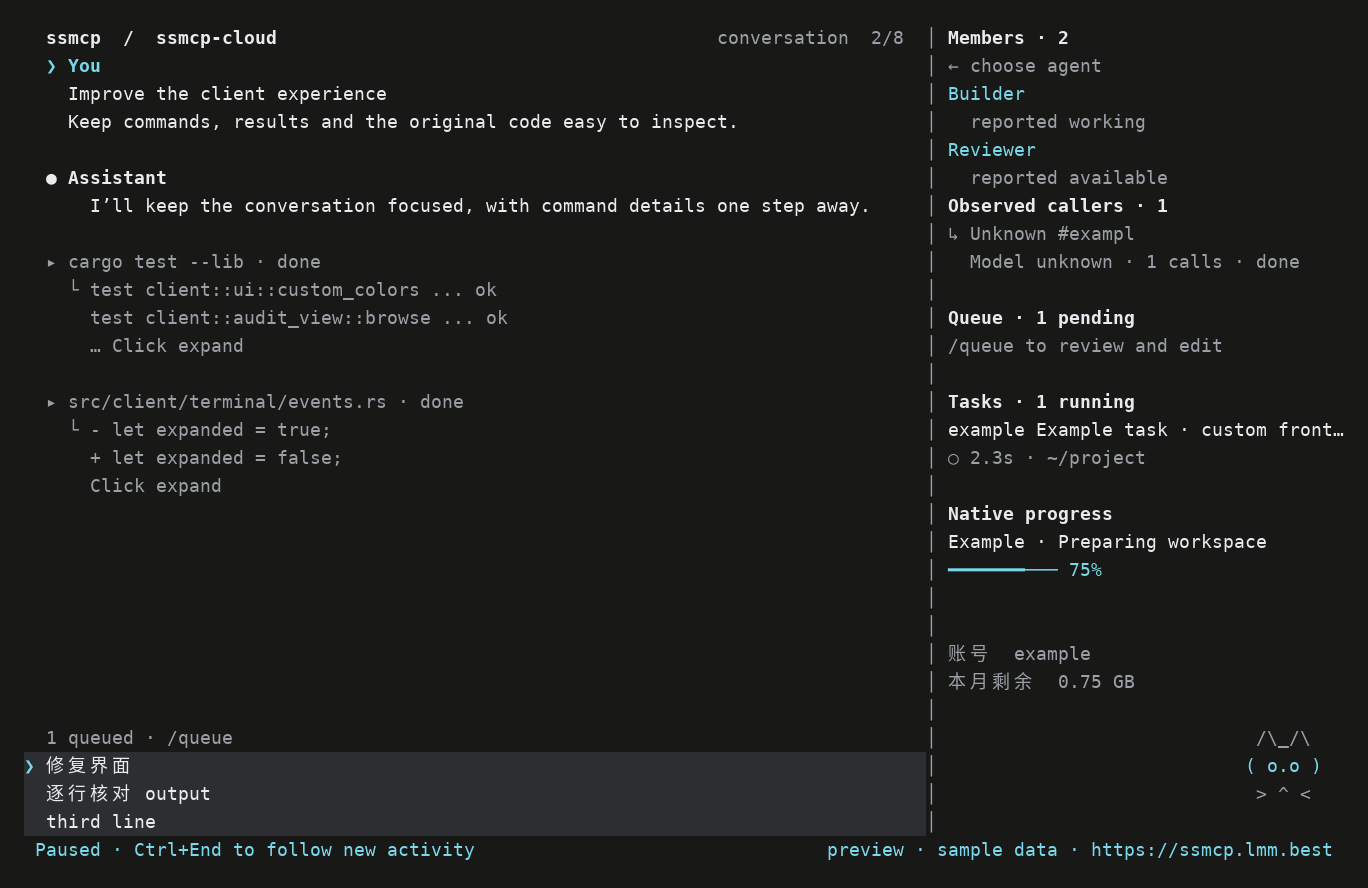 ssmcp  /  ssmcp-cloud    conversation  2/8
❯ You
Improve the client experience
Keep commands, results and the original code easy to inspect.
● Assistant
I’ll keep the conversation focused, with command details one step away.
▸ cargo test --lib · done
└ test client::ui::custom_colors ... ok
test client::audit_view::browse ... ok
… Click expand
▸ src/client/terminal/events.rs · done
└ - let expanded = true;
+ let expanded = false;
Click expand
1 queued · /queue
❯ 修复界面
逐行核对 output
third line
Members · 2
← choose agent
Builder
reported working
Reviewer
reported available
Observed callers · 1
↳ Unknown #exampl
Model unknown · 1 calls · done
Queue · 1 pending
/queue to review and edit
Tasks · 1 running
example Example task · custom front…
○ 2.3s · ~/project
Native progress
Example · Preparing workspace
75%
账号  example
本月剩余  0.75 GB
/\_/\
( o.o )
> ^ <
Paused · Ctrl+End to follow new activity    preview · sample data · https://ssmcp.lmm.best